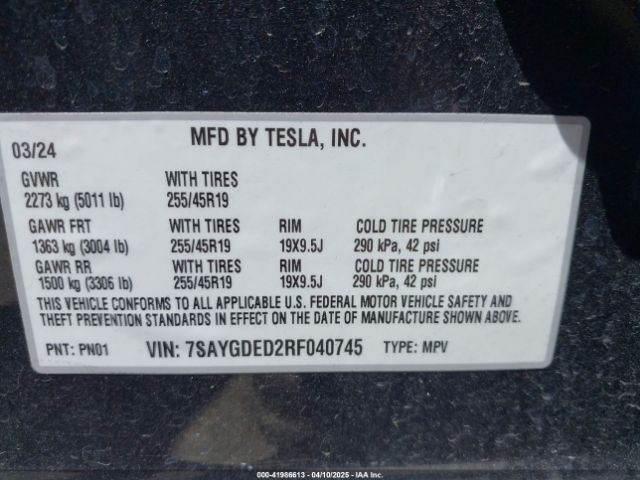 MFD BY TESLA, INC.
03/24
GVWR WITH TIRES
2273 kg (5011 lb) 255/45R19
GAWR FRT WITH TIRES RIM COLD TIRE PRESSURE
1363 kg (3004 lb) 255/45R19 19X9.5J 290 kPa, 42 psi
GAWR RR WITH TIRES RIM COLD TIRE PRESSURE
1500 kg (3306 lb) 255/45R19 19X9.5J 290 kPa, 42 psi
THIS VEHICLE CONFORMS TO ALL APPLICABLE U.S. FEDERAL MOTOR VEHICLE SAFETY AND
THEFT PREVENTION STANDARDS IN EFFECT ON THE DATE OF MANUFACTURE SHOWN ABOVE.
PNT: PN01 VIN: 7SAYGDED2RF040745 TYPE: MPV
000-41986613 - 04/10/2025 - IAA Inc.